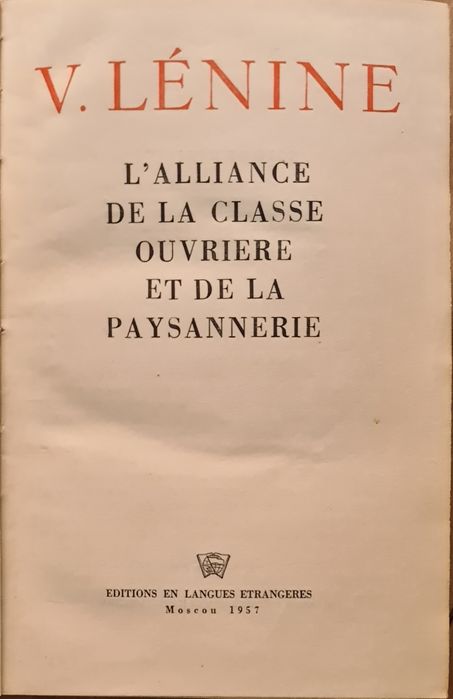 V. LÉNINE
L'ALLIANCE
DE LA CLASSE
OUVRIERE
ET DE LA
PAYSANNERIE
EDITIONS EN LANGUES ETRANGERES
Moscou 1957